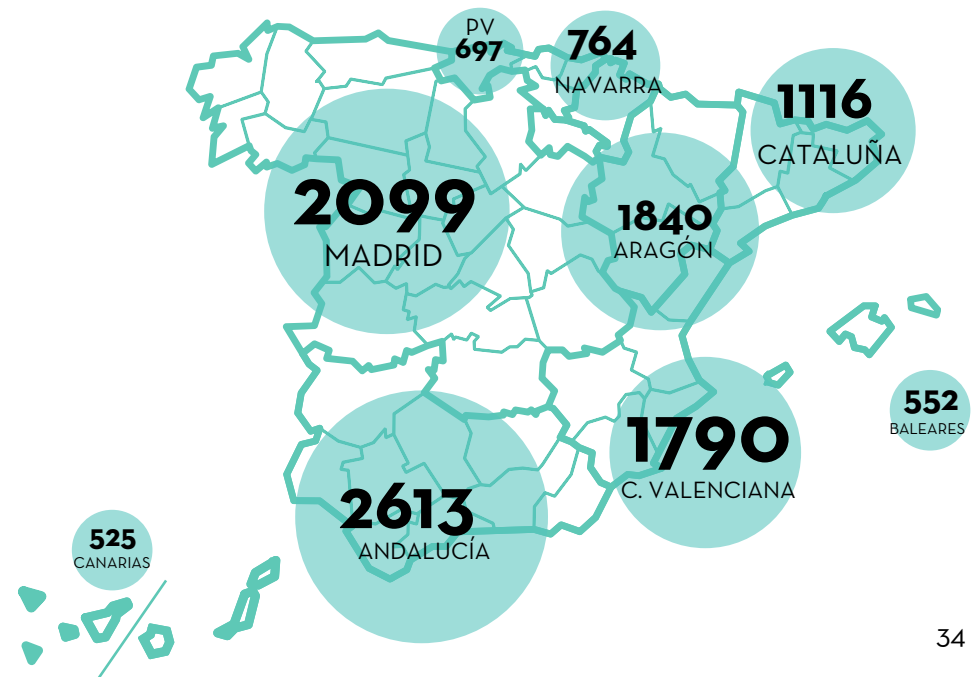 PV
697
764
NAVARRA
1116
CATALUÑA
2099
MADRID
1840
ARAGÓN
552
BALEARES
1790
C. VALENCIANA
2613
ANDALUCÍA
525
CANARIAS
34